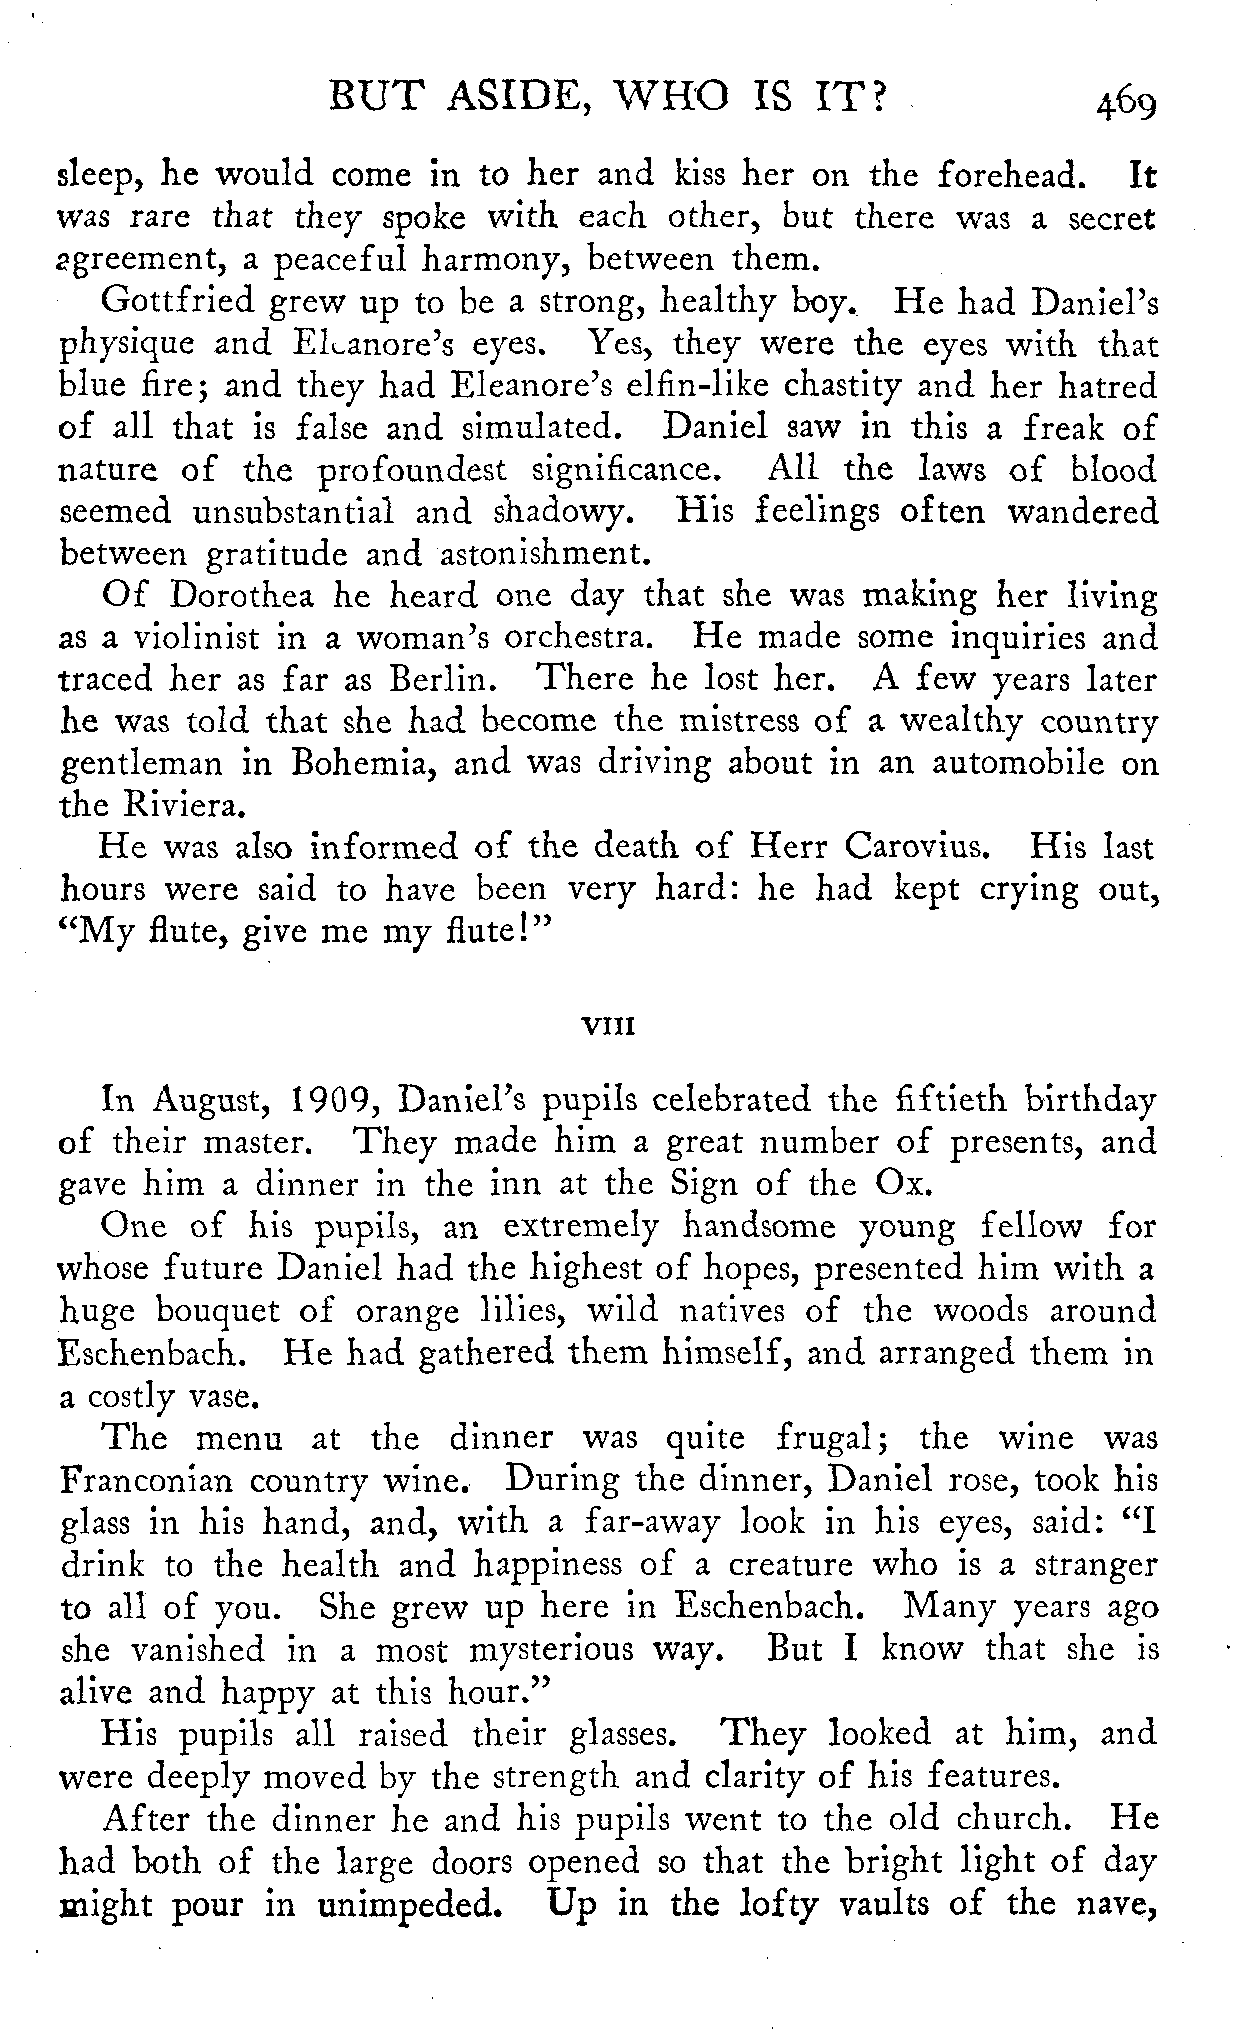 BUT ASIDE, WHO IS IT? 469
sleep, he would come in to her and kiss her on the forehead. It
was rare that they spoke with each other, but there was a secret
agreement, a peaceful harmony, between them.
Gottfried grew up to be a strong, healthy boy. He had Daniel's
physique and Eleanore's eyes. Yes, they were the eyes with that
blue fire; and they had Eleanore's elfin-like chastity and her hatred
of all that is false and simulated. Daniel saw in this a freak of
nature of the profoundest significance. All the laws of blood
seemed unsubstantial and shadowy. His feelings often wandered
between gratitude and astonishment.
Of Dorothea he heard one day that she was making her living
as a violinist in a woman's orchestra. He made some inquiries and
traced her as far as Berlin. There he lost her. A few years later
he was told that she had become the mistress of a wealthy country
gentleman in Bohemia, and was driving about in an automobile on
the Riviera.
He was also informed of the death of Herr Carovius. His last
hours were said to have been very hard: he had kept crying out,
"My flute, give me my flute!"
VIII
In August, 1909, Daniel's pupils celebrated the fiftieth birthday
of their master. They made him a great number of presents, and
gave him a dinner in the inn at the Sign of the Ox.
One of his pupils, an extremely handsome young fellow for
whose future Daniel had the highest of hopes, presented him with a
huge bouquet of orange lilies, wild natives of the woods around
Eschenbach. He had gathered them himself, and arranged them in
a costly vase.
The menu at the dinner was quite frugal; the wine was
Franconian country wine. During the dinner, Daniel rose, took his
glass in his hand, and, with a far-away look in his eyes, said: "I
drink to the health and happiness of a creature who is a stranger
to all of you. She grew up here in Eschenbach. Many years ago
she vanished in a most mysterious way. But I know that she is
alive and happy at this hour."
His pupils all raised their glasses. They looked at him, and
were deeply moved by the strength and clarity of his features.
After the dinner he and his pupils went to the old church. He
had both of the large doors opened so that the bright light of day
might pour in unimpeded. Up in the lofty vaults of the nave,